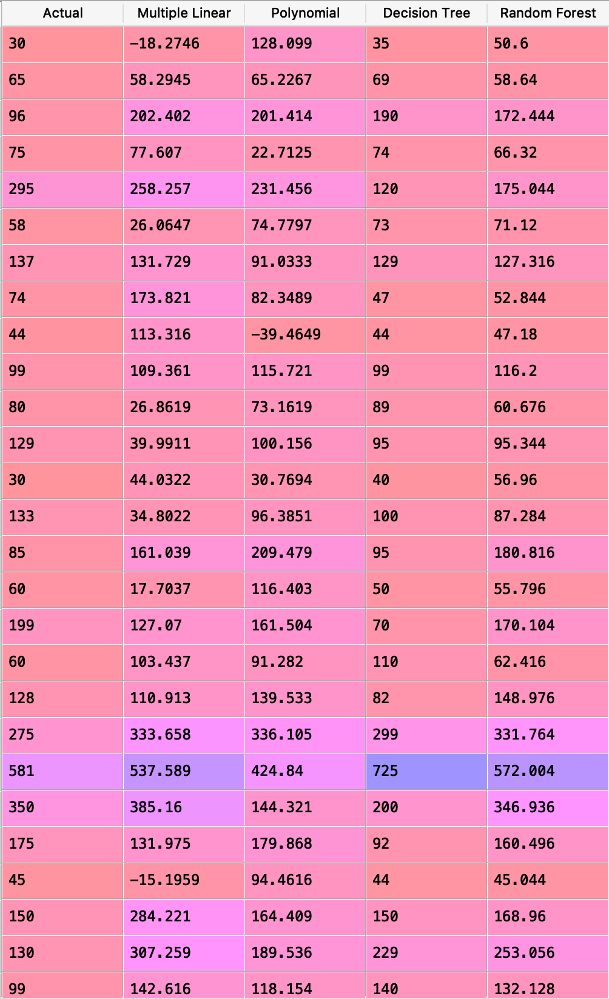 Actual Multiple Linear Polynomial Decision Tree Random Forest
30 −18.2746 128.099 35 50.6
65 58.2945 65.2267 69 58.64
96 202.402 201.414 190 172.444
75 77.607 22.7125 74 66.32
295 258.257 231.456 120 175.044
58 26.0647 74.7797 73 71.12
137 131.729 91.0333 129 127.316
74 173.821 82.3489 47 52.844
44 113.316 −39.4649 44 47.18
99 109.361 115.721 99 116.2
80 26.8619 73.1619 89 60.676
129 39.9911 100.156 95 95.344
30 44.0322 30.7694 40 56.96
133 34.8022 96.3851 100 87.284
85 161.039 209.479 95 180.816
60 17.7037 116.403 50 55.796
199 127.07 161.504 70 170.104
60 103.437 91.282 110 62.416
128 110.913 139.533 82 148.976
275 333.658 336.105 299 331.764
581 537.589 424.84 725 572.004
350 385.16 144.321 200 346.936
175 131.975 179.868 92 160.496
45 −15.1959 94.4616 44 45.044
150 284.221 164.409 150 168.96
130 307.259 189.536 229 253.056
99 142.616 118.154 140 132.128